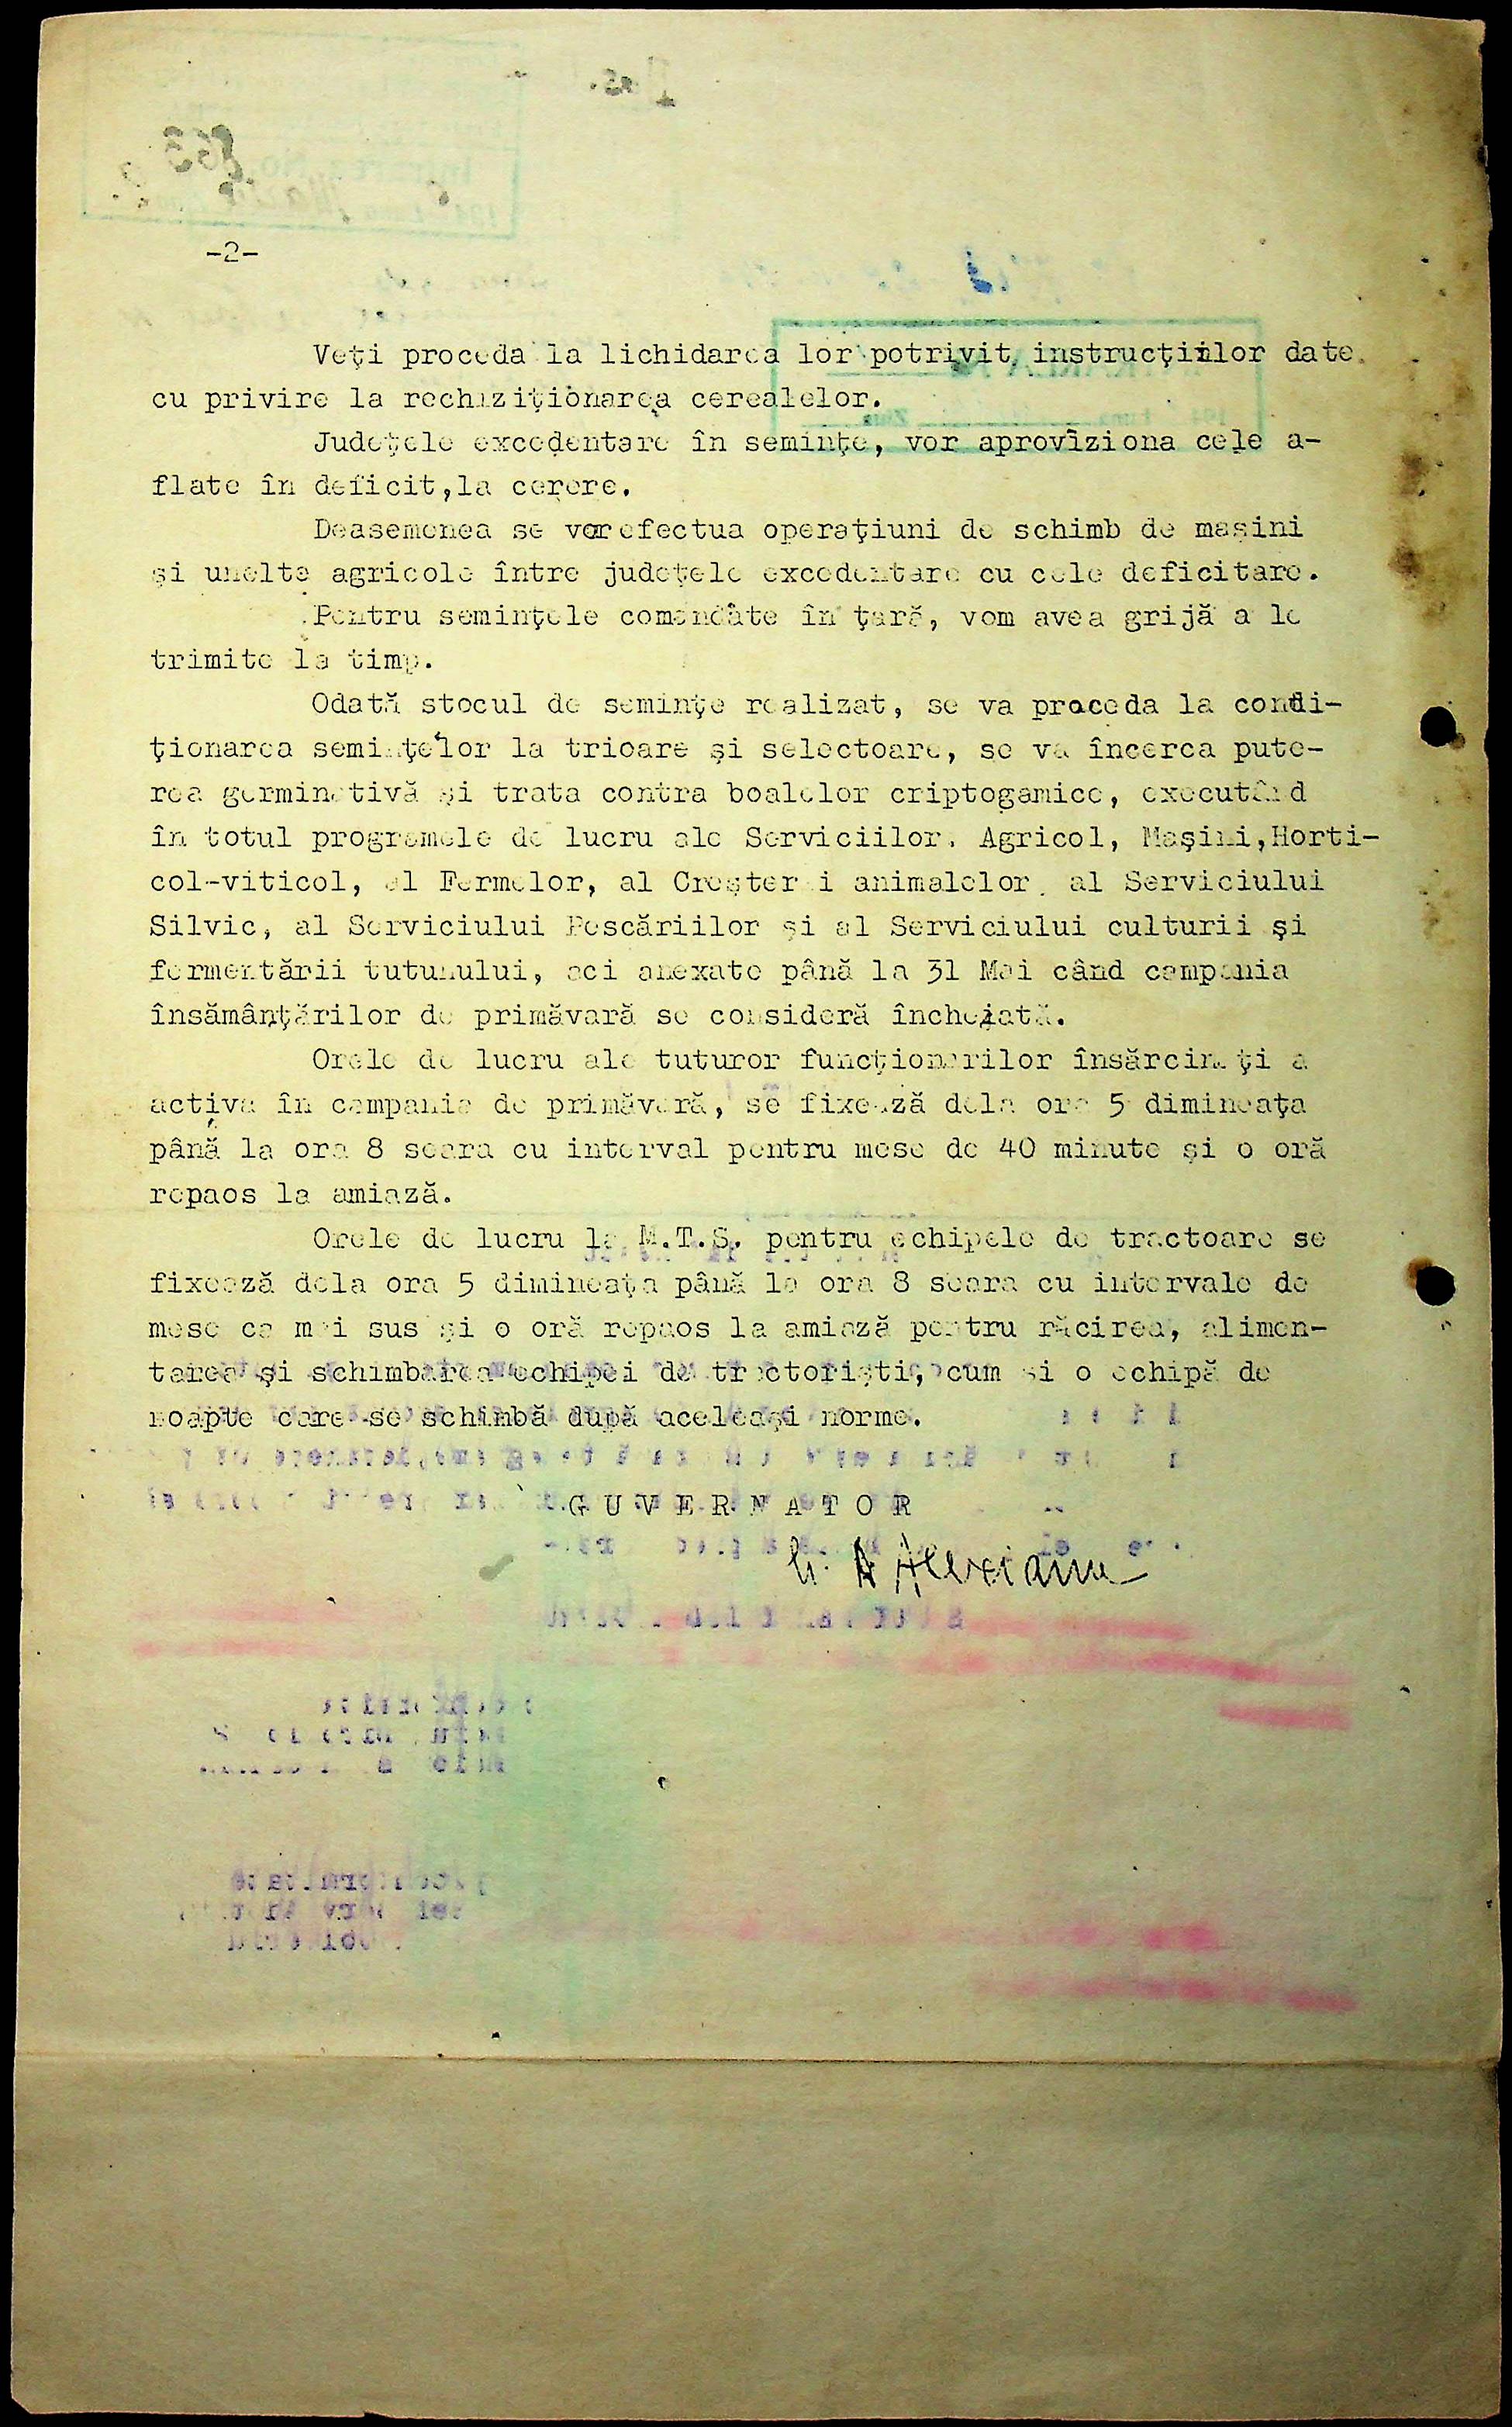 -2-
Veţi proceda la lichidarea lor potrivit instrucţiilor date
cu privire la rechiziţionarea cerealelor.
Judeţele excedentare în seminţe, vor aproviziona cele a-
flate în deficit,la cerere.
Deasemenea se vor efectua operaţiuni de schimb de maşini
şi unelte agricole între judeţele excedentare cu cele deficitare.
Pentru seminţele comandate în ţară, vom avea grijă a le
trimite la timp.
Odată stocul de seminţe realizat, se va proceda la condi-
ţionarea seminţelor la trioare şi selectoare, se va încerca pute-
rea germinativă şi trata contra boalelor criptogamice, executând
în totul programele de lucru ale Serviciilor, Agricol, Maşini,Horti-
col-viticol, al Fermelor, al Creşterei animalelor, al Serviciului
Silvic, al Serviciului Pescăriilor şi al Serviciului culturii şi
fermentării tutunului, aci anexate până la 31 Mai când campania
însămânţărilor de primăvară se consideră încheiată.
Orele de lucru ale tuturor funcţionarilor însărcinaţi a
activa în campania de primăvară, se fixează dela ora 5 dimineaţa
până la ora 8 seara cu interval pentru mese de 40 minute şi o oră
repaos la amiază.
Orele de lucru la M.T.S. pentru echipele de tractoare se
fixează dela ora 5 dimineaţa până la ora 8 seara cu intervale de
mese ca mai sus şi o oră repaos la amiază pentru răcirea, alimen-
tarea şi schimbarea echipei de tractorişti, cum şi o echipă de
noapte care se schimbă după aceleaşi norme.
G U V E R N A T O R
G. Alexianu